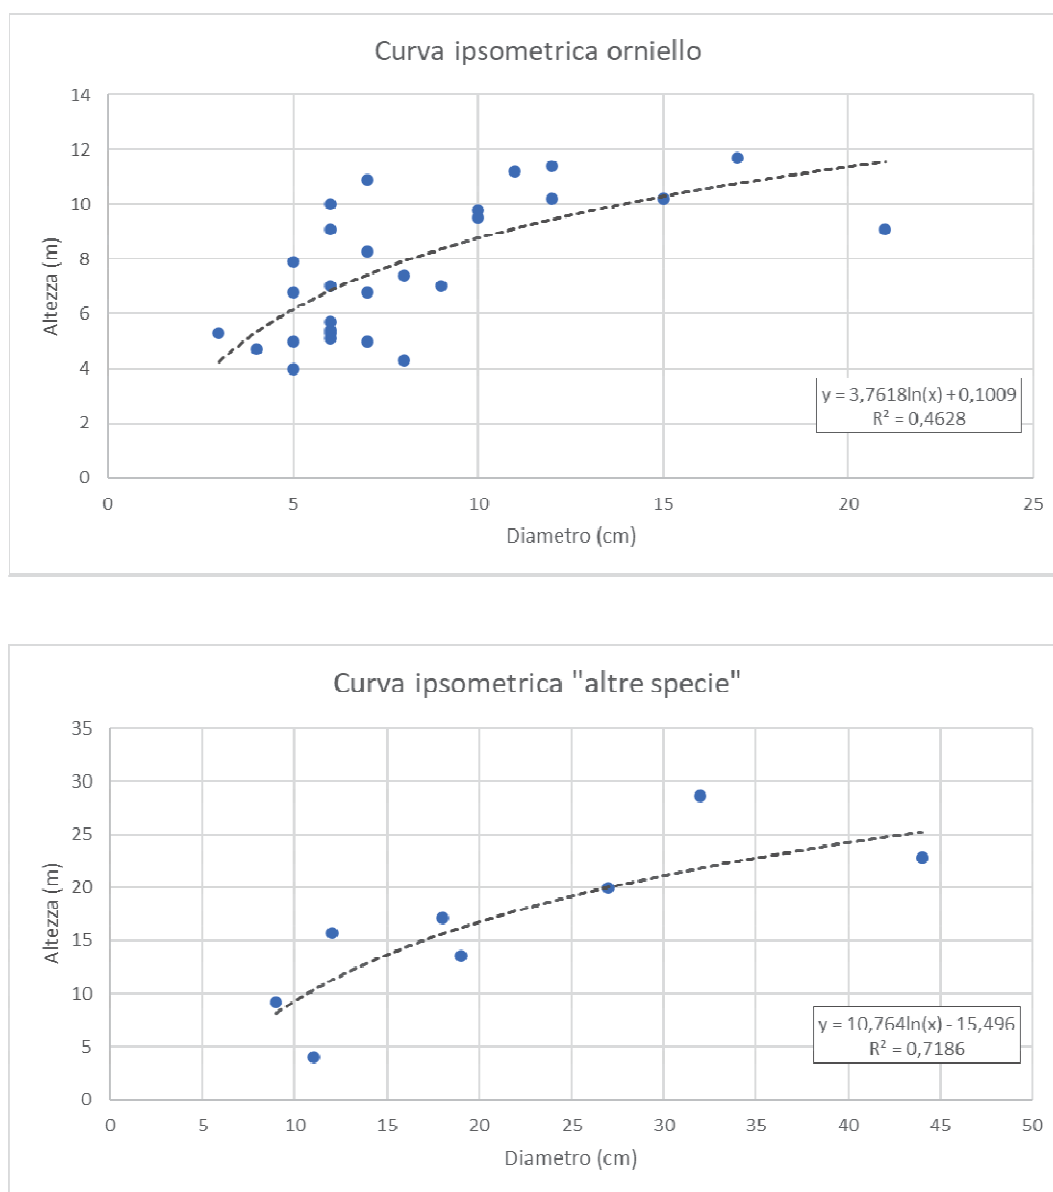 Curva ipsometrica orniello
14
12
10
8
6
4
2
0
Altezza (m)
y = 3,7618ln(x) + 0,1009
R² = 0,4628
0 5 10 15 20 25
Diametro (cm)
Curva ipsometrica "altre specie"
35
30
25
20
15
10
5
0
Altezza (m)
y = 10,764ln(x) - 15,496
R² = 0,7186
0 5 10 15 20 25 30 35 40 45 50
Diametro (cm)